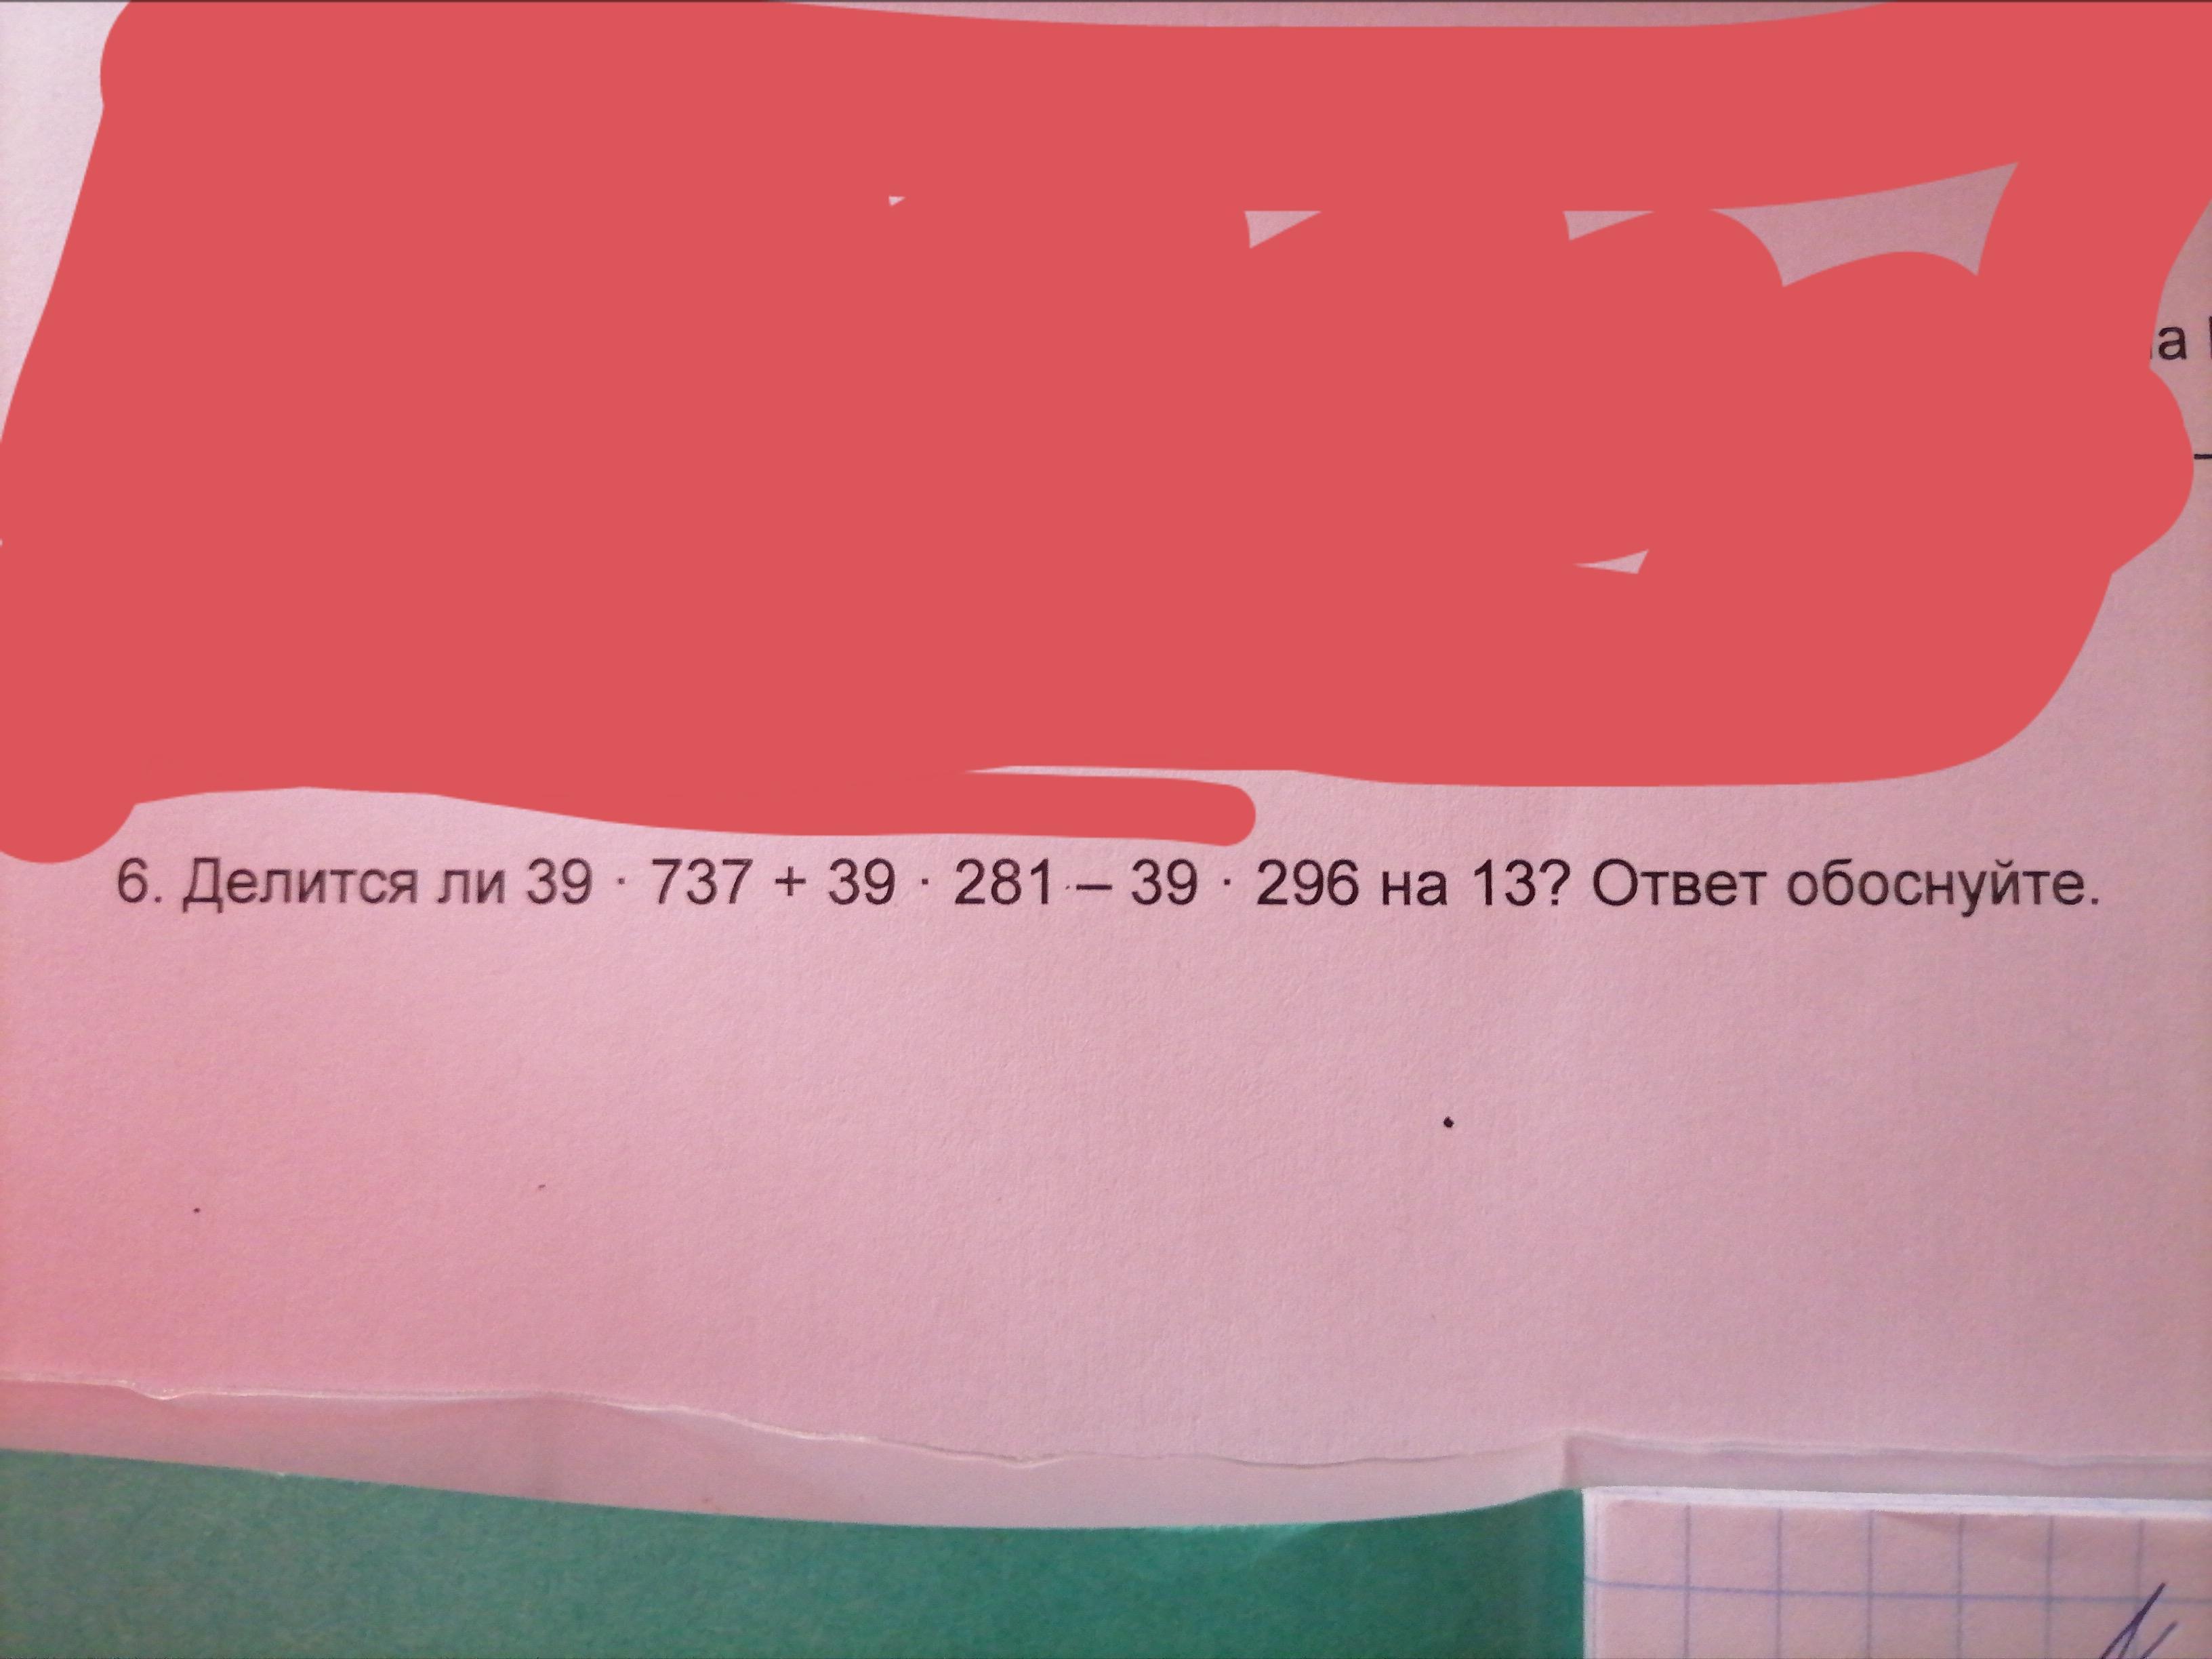 6. Делится ли 39 · 737 + 39 · 281 – 39 · 296 на 13? Ответ обоснуйте.